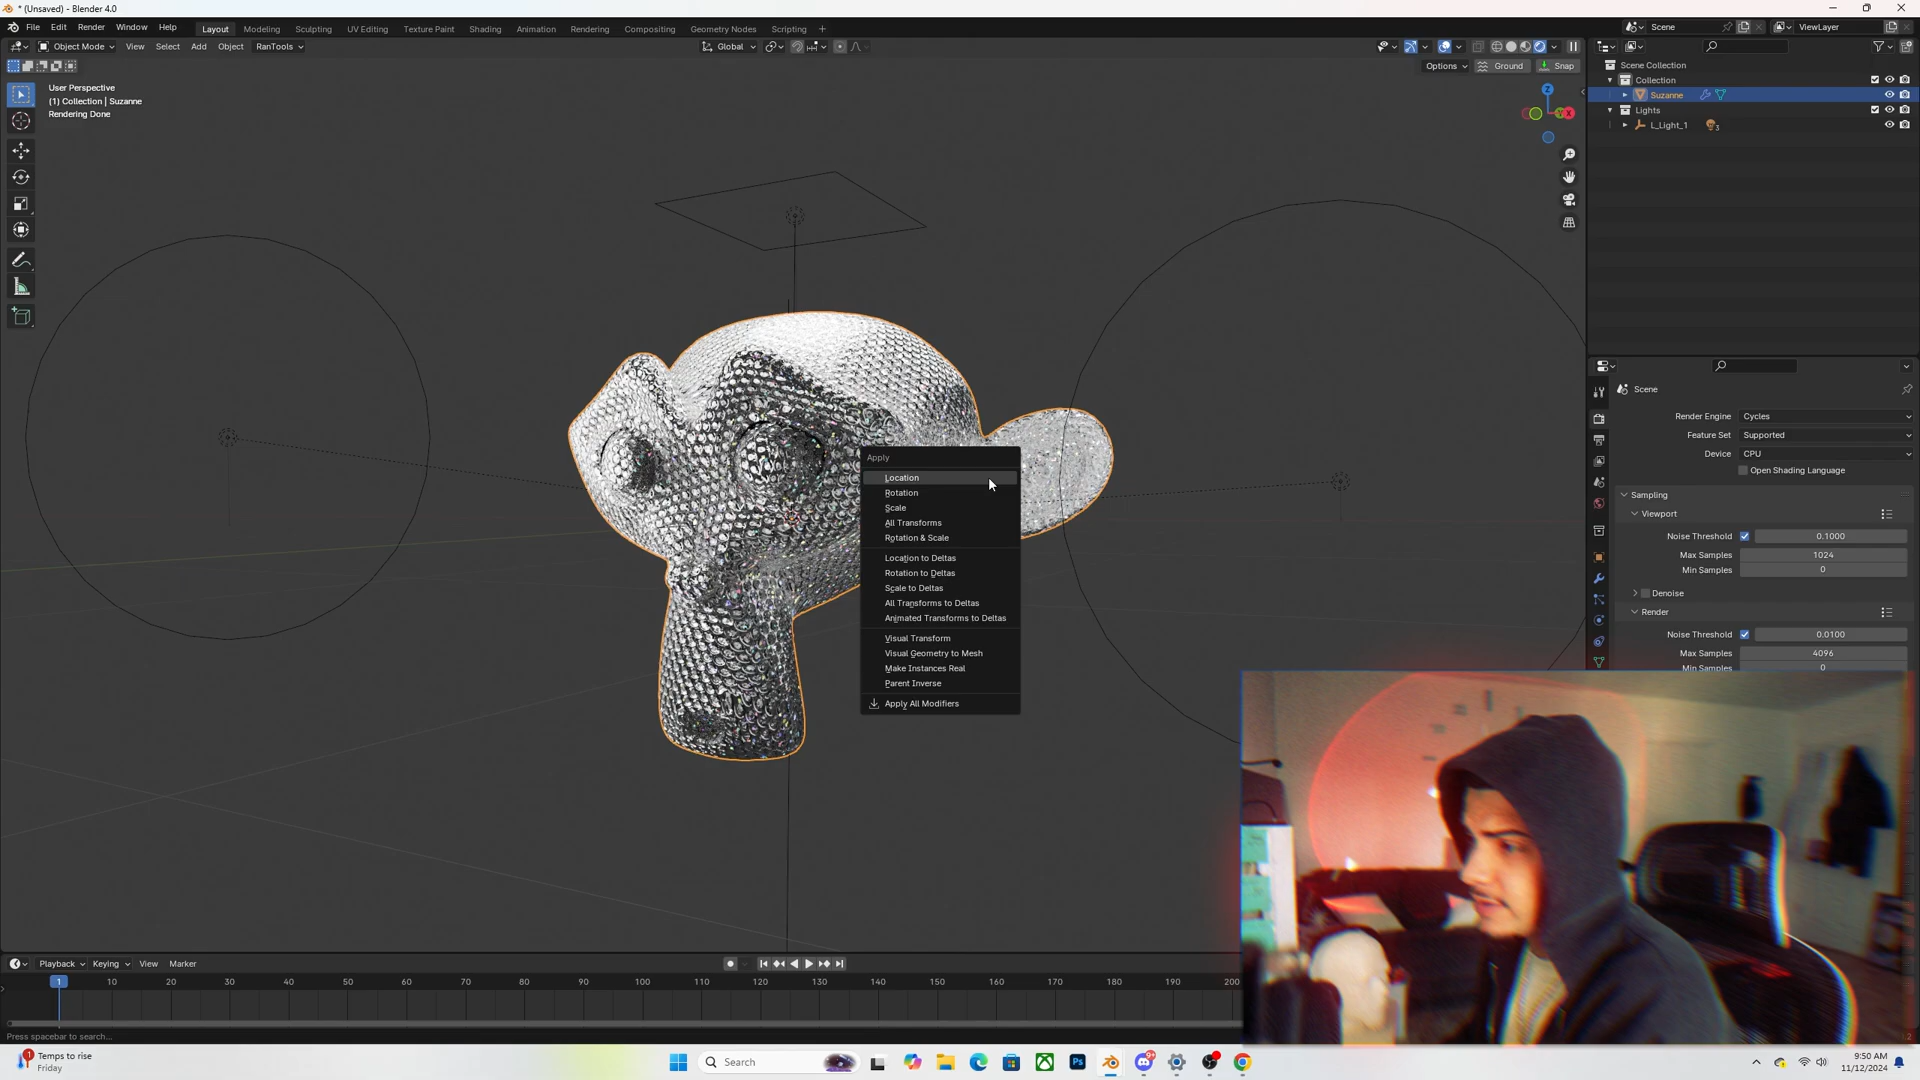 * (Unsaved) - Blender 4.0
File Edit Render Window Help
Layout Modeling Sculpting UV Editing Texture Paint Shading Animation Rendering Compositing Geometry Nodes Scripting +
Scene
ViewLayer
Object Mode View Select Add Object RanTools
Global
Options Ground Snap
User Perspective
(1) Collection | Suzanne
Rendering Done
Z
Y
X
Scene Collection
Collection
Suzanne
Lights
L_Light_1
3
Apply
Location
Rotation
Scale
All Transforms
Rotation & Scale
Location to Deltas
Rotation to Deltas
Scale to Deltas
All Transforms to Deltas
Animated Transforms to Deltas
Visual Transform
Visual Geometry to Mesh
Make Instances Real
Parent Inverse
Apply All Modifiers
Scene
Render Engine Cycles
Feature Set Supported
Device CPU
Open Shading Language
Sampling
Viewport
Noise Threshold 0.1000
Max Samples 1024
Min Samples 0
Denoise
Render
Noise Threshold 0.0100
Max Samples 4096
Min Samples 0
Playback Keying View Marker
1 10 20 30 40 50 60 70 80 90 100 110 120 130 140 150 160 170 180 190 200
Press spacebar to search...
1
Temps to rise
Friday
Search
Ps
9+
9:50 AM
11/12/2024